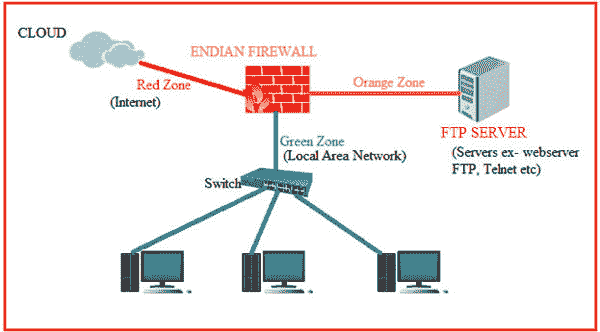 CLOUD
ENDIAN FIREWALL
Red Zone
(Internet)
Orange Zone
FTP SERVER
(Servers ex- webserver
FTP, Telnet etc)
Green Zone
(Local Area Network)
Switch